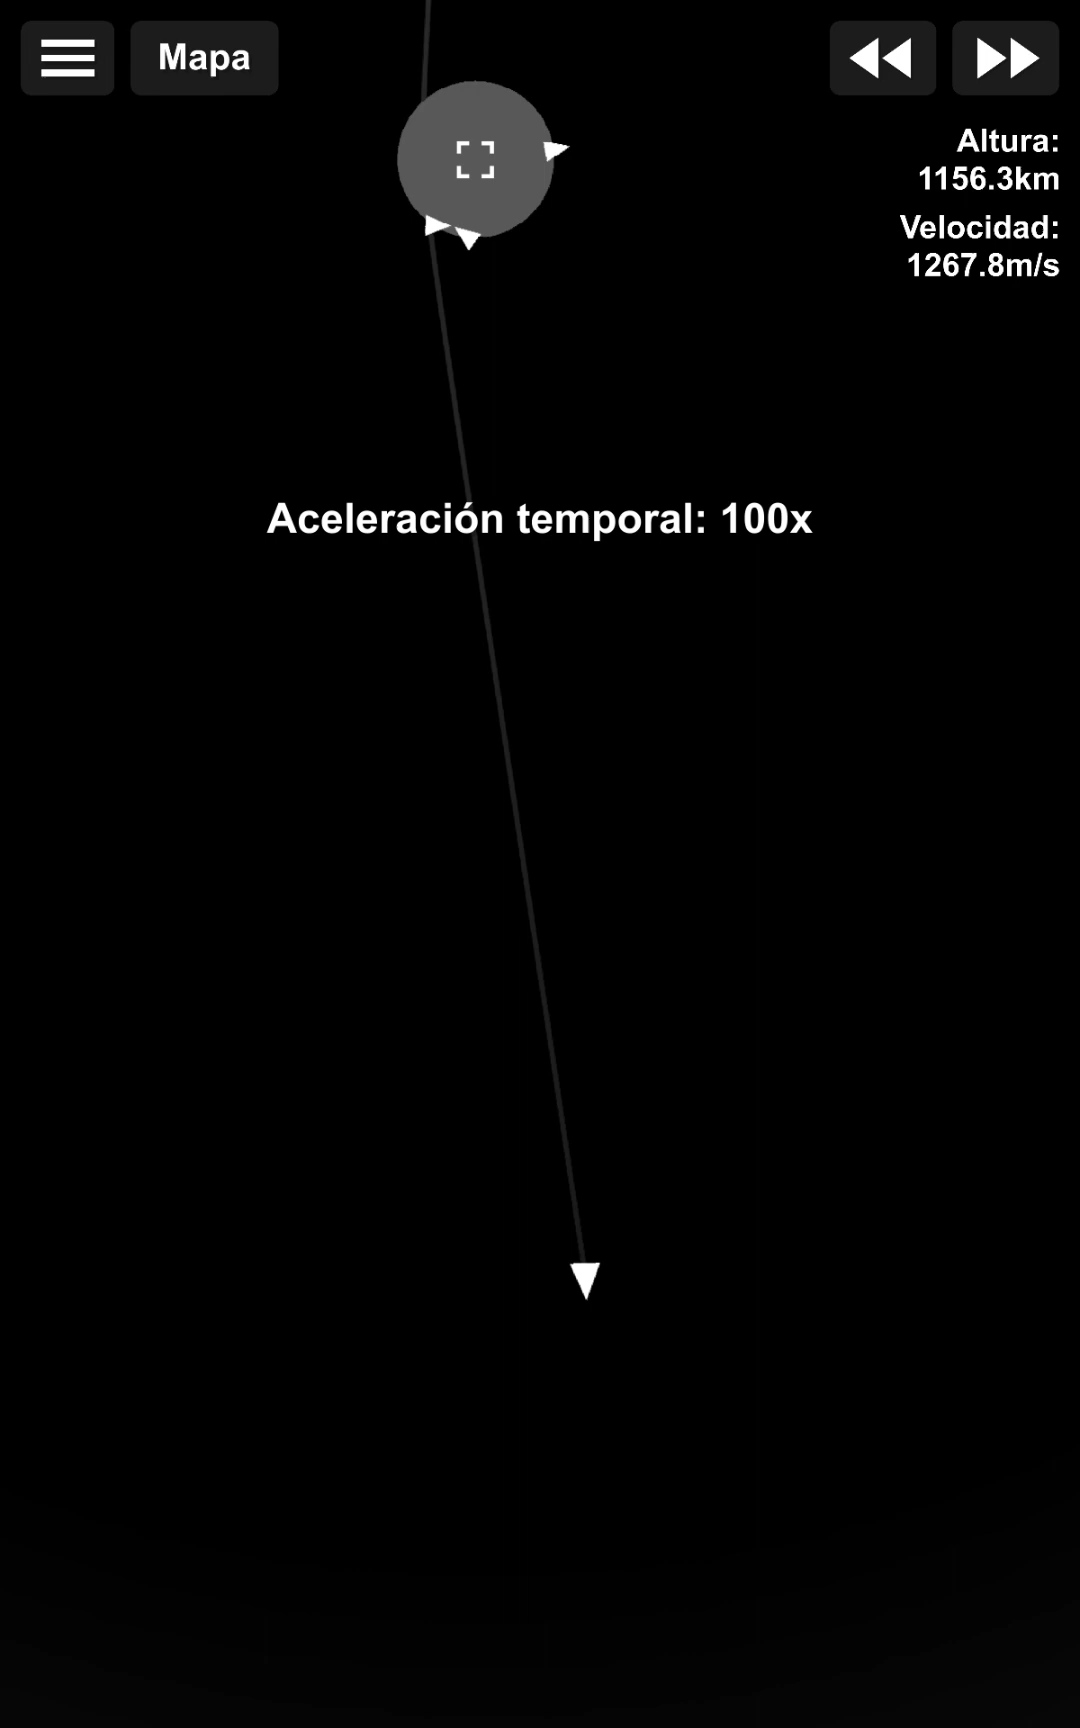 Mapa
Altura:
1156.3km
Velocidad:
1267.8m/s
Aceleración temporal: 100x